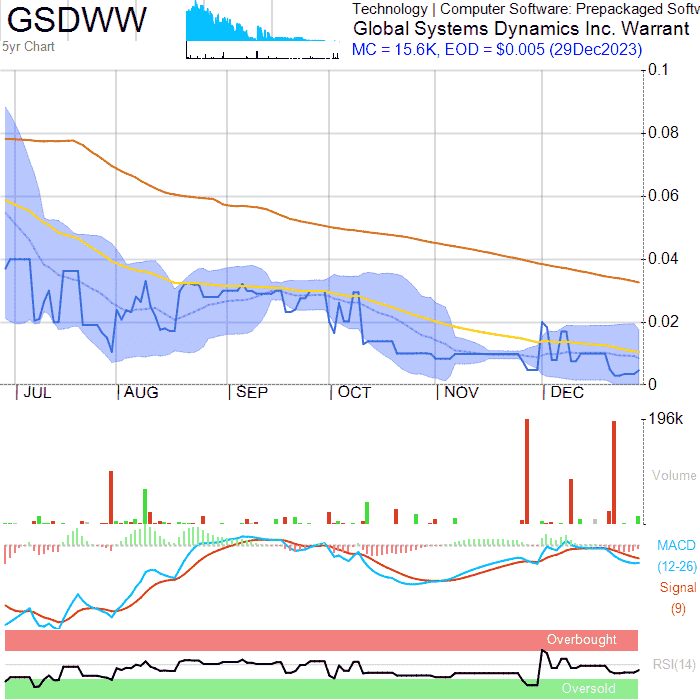 GSDWW
5yr Chart
Technology | Computer Software: Prepackaged Softw
Global Systems Dynamics Inc. Warrant
MC = 15.6K, EOD = $0.005 (29Dec2023)
0.1
0.08
0.06
0.04
0.02
0
JUL AUG SEP OCT NOV DEC
196k
Volume
MACD
(12-26)
Signal
(9)
Overbought
RSI(14)
Oversold